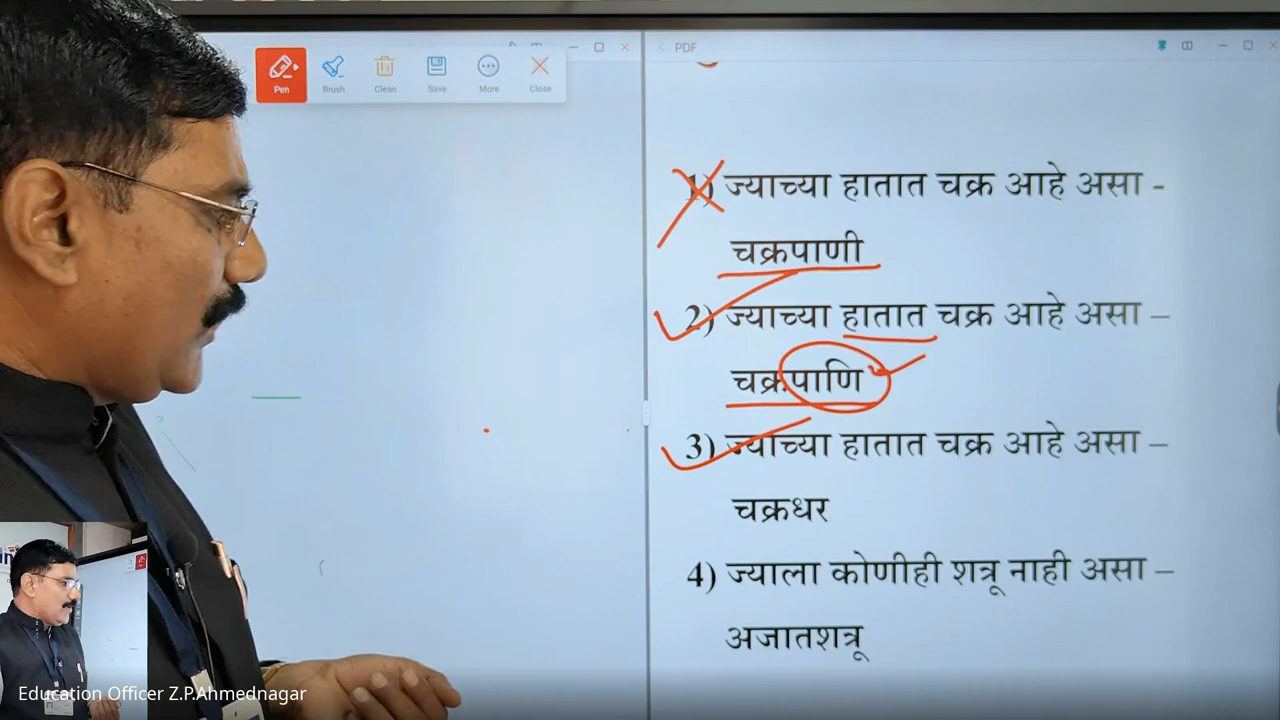 PDF
Pen Brush Clean Save More Close
1) ज्याच्या हातात चक्र आहे असा -
चक्रपाणी
2) ज्याच्या हातात चक्र आहे असा –
चक्रपाणि
3) ज्याच्या हातात चक्र आहे असा –
चक्रधर
4) ज्याला कोणीही शत्रू नाही असा –
अजातशत्रू
Education Officer Z.P.Ahmednagar